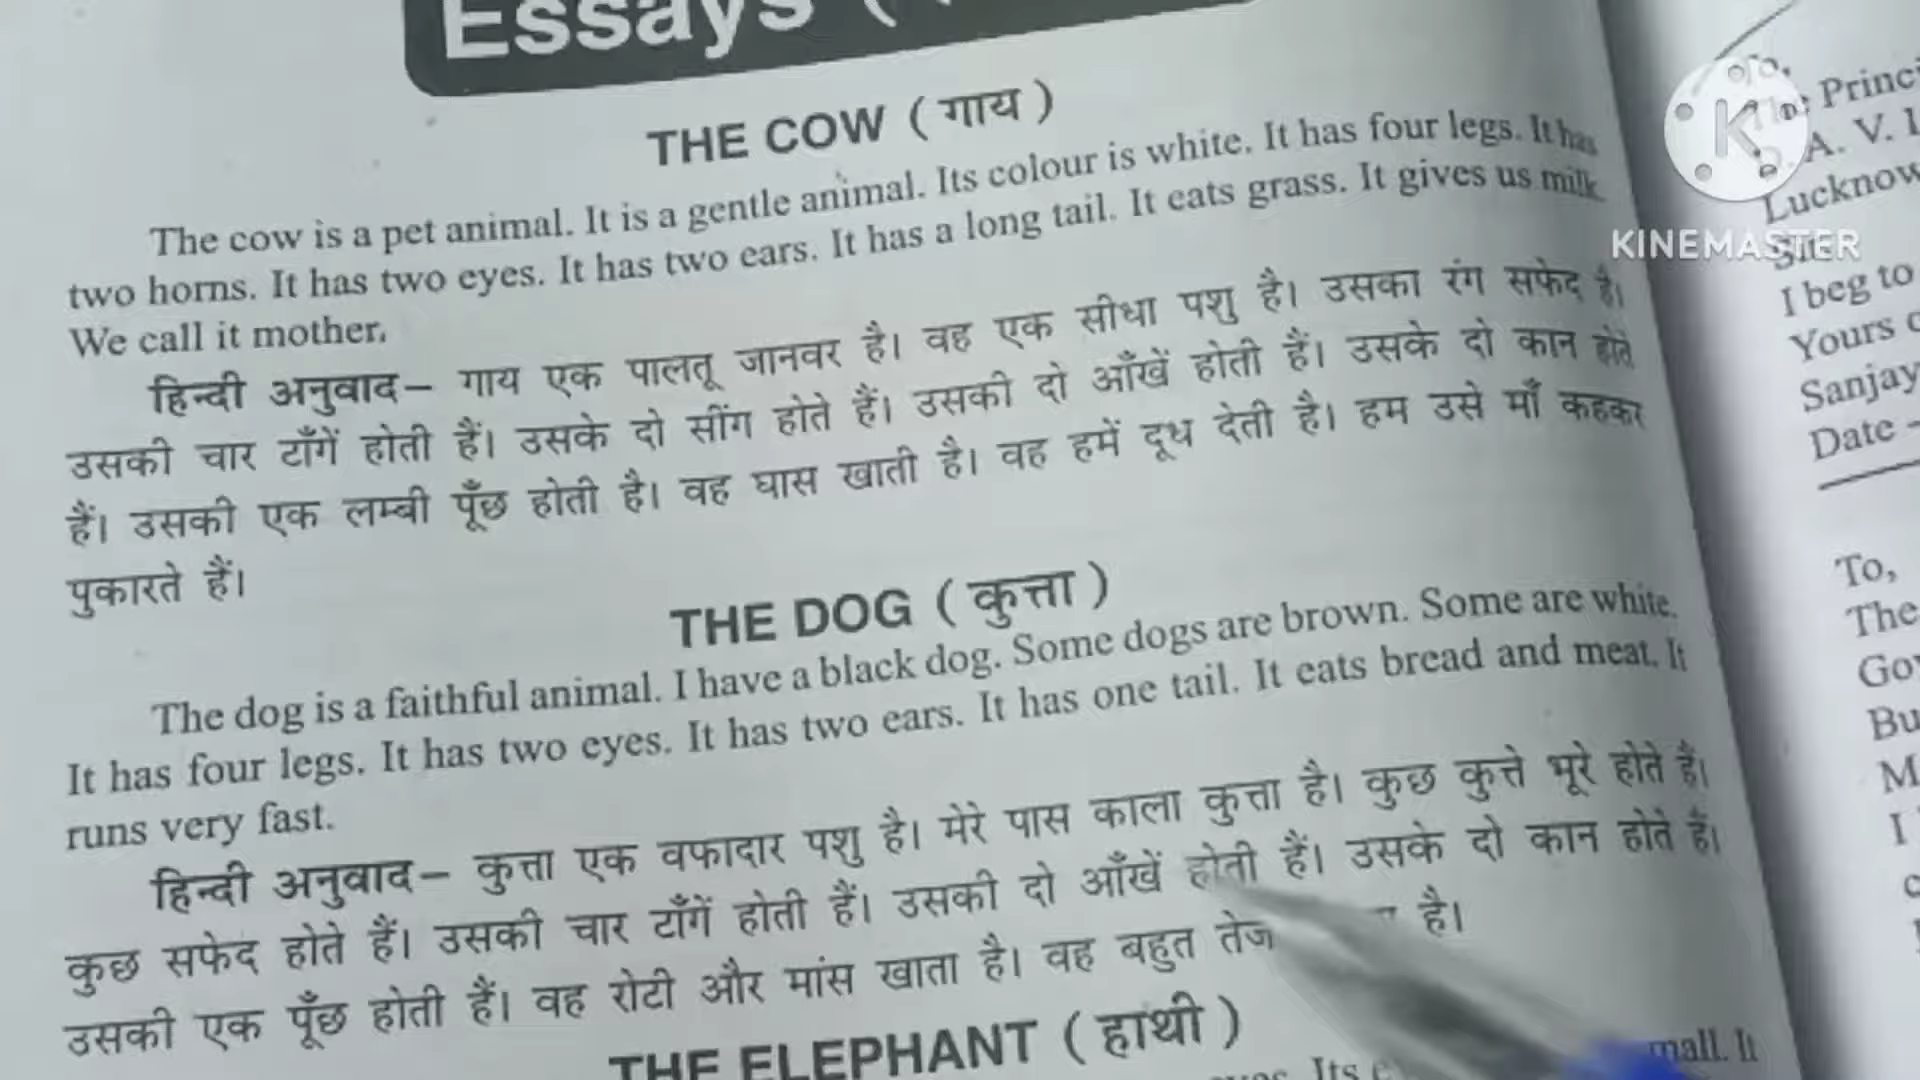 Essays (
THE COW ( गाय )
The cow is a pet animal. It is a gentle animal. Its colour is white. It has four legs. It has
two horns. It has two eyes. It has two ears. It has a long tail. It eats grass. It gives us milk.
We call it mother.
हिन्दी अनुवाद– गाय एक पालतू जानवर है। वह एक सीधा पशु है। उसका रंग सफेद है।
उसकी चार टाँगें होती हैं। उसके दो सींग होते हैं। उसकी दो आँखें होती हैं। उसके दो कान होते
हैं। उसकी एक लम्बी पूँछ होती है। वह घास खाती है। वह हमें दूध देती है। हम उसे माँ कहकर
पुकारते हैं।
THE DOG ( कुत्ता )
The dog is a faithful animal. I have a black dog. Some dogs are brown. Some are white.
It has four legs. It has two eyes. It has two ears. It has one tail. It eats bread and meat. It
runs very fast.
हिन्दी अनुवाद– कुत्ता एक वफादार पशु है। मेरे पास काला कुत्ता है। कुछ कुत्ते भूरे होते हैं।
कुछ सफेद होते हैं। उसकी चार टाँगें होती हैं। उसकी दो आँखें होती हैं। उसके दो कान होते हैं।
उसकी एक पूँछ होती हैं। वह रोटी और मांस खाता है। वह बहुत तेज है।
THE ELEPHANT ( हाथी )
Its
It
To,
The Princi
A. V.
Lucknow
KINEMASTER
Sir
I beg to
Yours
Sanjay
Date –
To,
The
Go
Bu
M
I